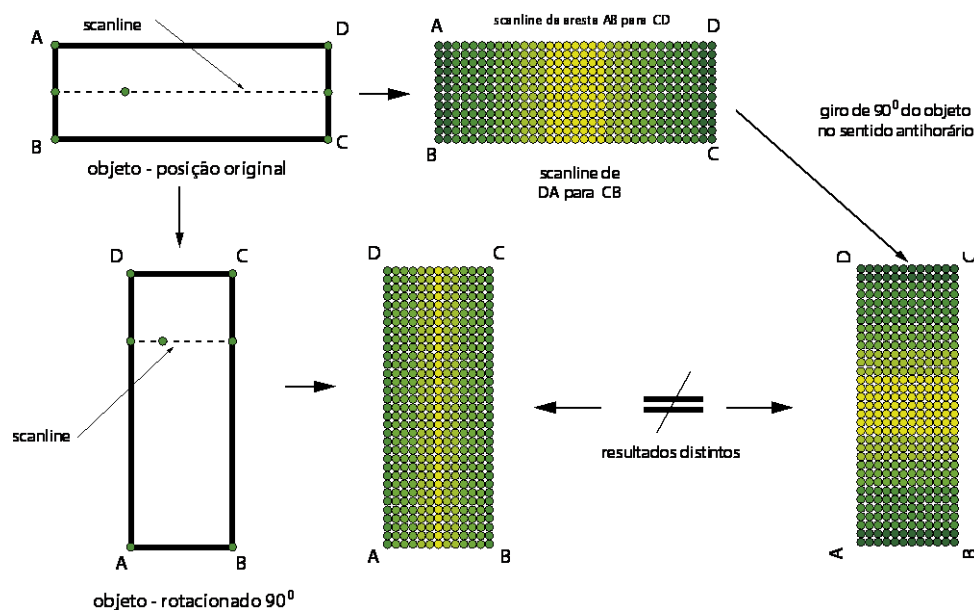 scanline
A
D
B
C
objeto - posição original
scanline da aresta AB para CD
A
D
B
C
scanline de
DA para CB
giro de 90⁰ do objeto
no sentido antihorário
D
C
A
B
scanline
objeto - rotacionado 90⁰
D
C
A
B
resultados distintos
D
C
A
B